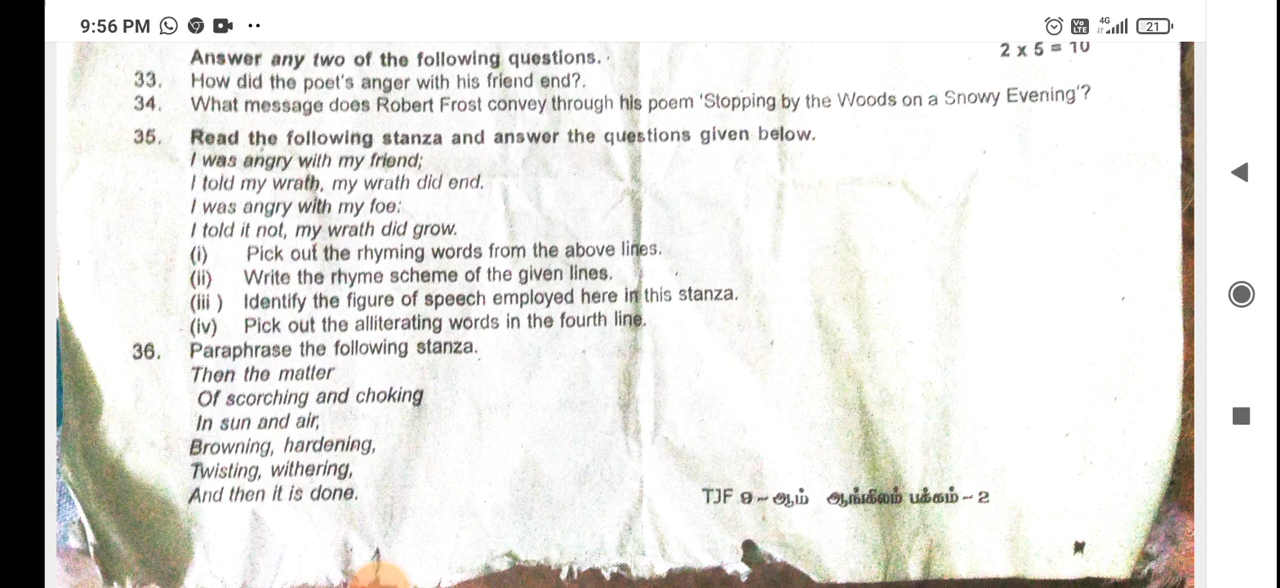 9:56 PM
4G
VoLTE 21
2 x 5 = 10
Answer any two of the following questions.
33. How did the poet's anger with his friend end?.
34. What message does Robert Frost convey through his poem 'Stopping by the Woods on a Snowy Evening'?
35. Read the following stanza and answer the questions given below.
I was angry with my friend;
I told my wrath, my wrath did end.
I was angry with my foe:
I told it not, my wrath did grow.
(i) Pick out the rhyming words from the above lines.
(ii) Write the rhyme scheme of the given lines.
(iii ) Identify the figure of speech employed here in this stanza.
(iv) Pick out the alliterating words in the fourth line.
36. Paraphrase the following stanza.
Then the matter
Of scorching and choking
In sun and air,
Browning, hardening,
Twisting, withering,
And then it is done.
TJF 9 – ஆம் ஆங்கிலம் பக்கம் – 2